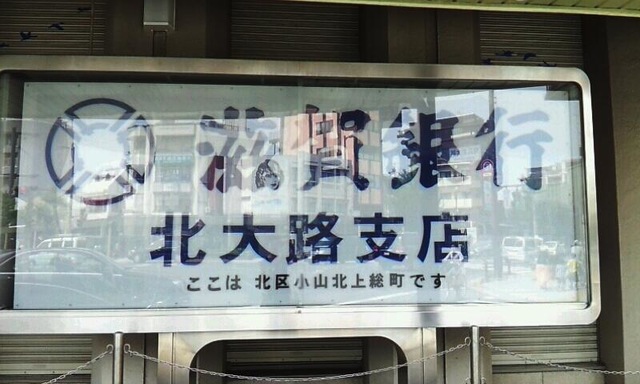 滋賀銀行
北大路支店
ここは 北区小山北上総町です